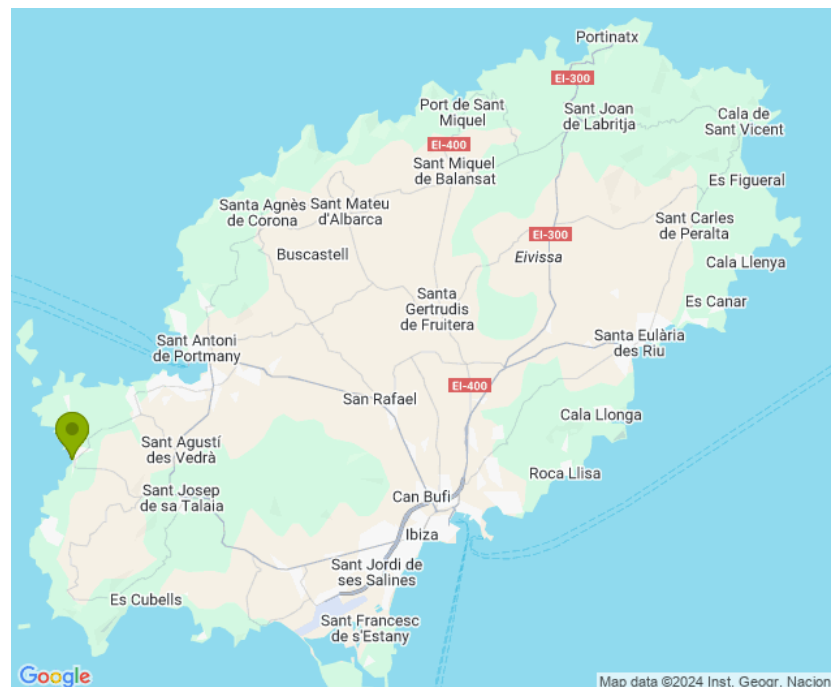 Portinatx
EI-300
Port de Sant
Miquel
Sant Joan
de Labritja
Cala de
Sant Vicent
EI-400
Sant Miquel
de Balansat
Es Figueral
Santa Agnès
de Corona
Sant Mateu
d'Albarca
Sant Carles
de Peralta
EI-300
Buscastell
Eivissa
Cala Llenya
Santa
Gertrudis
de Fruitera
Es Canar
Sant Antoni
de Portmany
Santa Eulària
des Riu
EI-400
San Rafael
Cala Llonga
Sant Agustí
des Vedrà
Roca Llisa
Sant Josep
de sa Talaia
Can Bufi
Ibiza
Sant Jordi de
ses Salines
Es Cubells
Sant Francesc
de s'Estany
Google
Map data ©2024 Inst. Geogr. Nacion